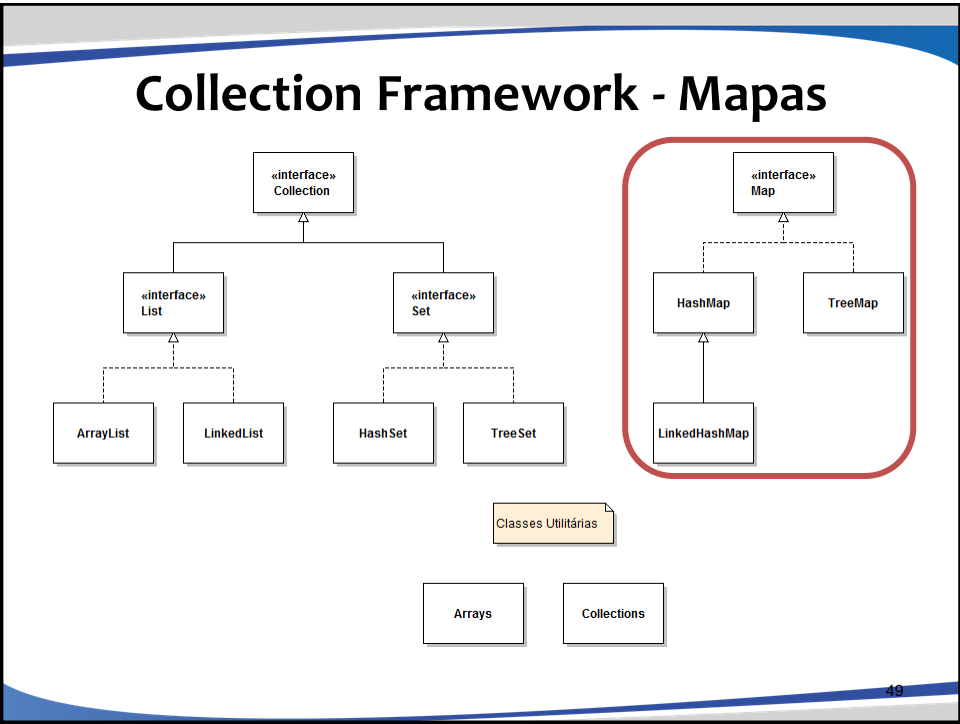 Collection Framework - Mapas
«interface»
Collection
«interface»
Map
«interface»
List
«interface»
Set
HashMap
TreeMap
ArrayList
LinkedList
HashSet
TreeSet
LinkedHashMap
Classes Utilitárias
Arrays
Collections
49